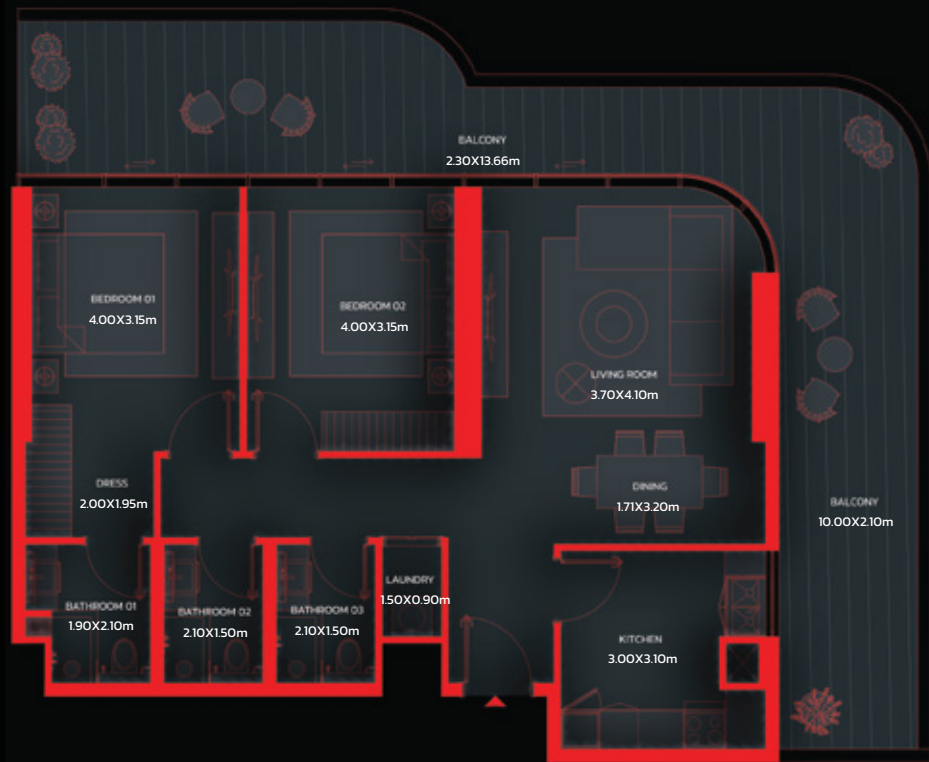 BALCONY
2.30X13.66m
BEDROOM 01
4.00X3.15m
BEDROOM 02
4.00X3.15m
LIVING ROOM
3.70X4.10m
DRESS
2.00X1.95m
DINING
1.71X3.20m
BALCONY
10.00X2.10m
LAUNDRY
1.50X0.90m
BATHROOM 01
1.90X2.10m
BATHROOM 02
2.10X1.50m
BATHROOM 03
2.10X1.50m
KITCHEN
3.00X3.10m